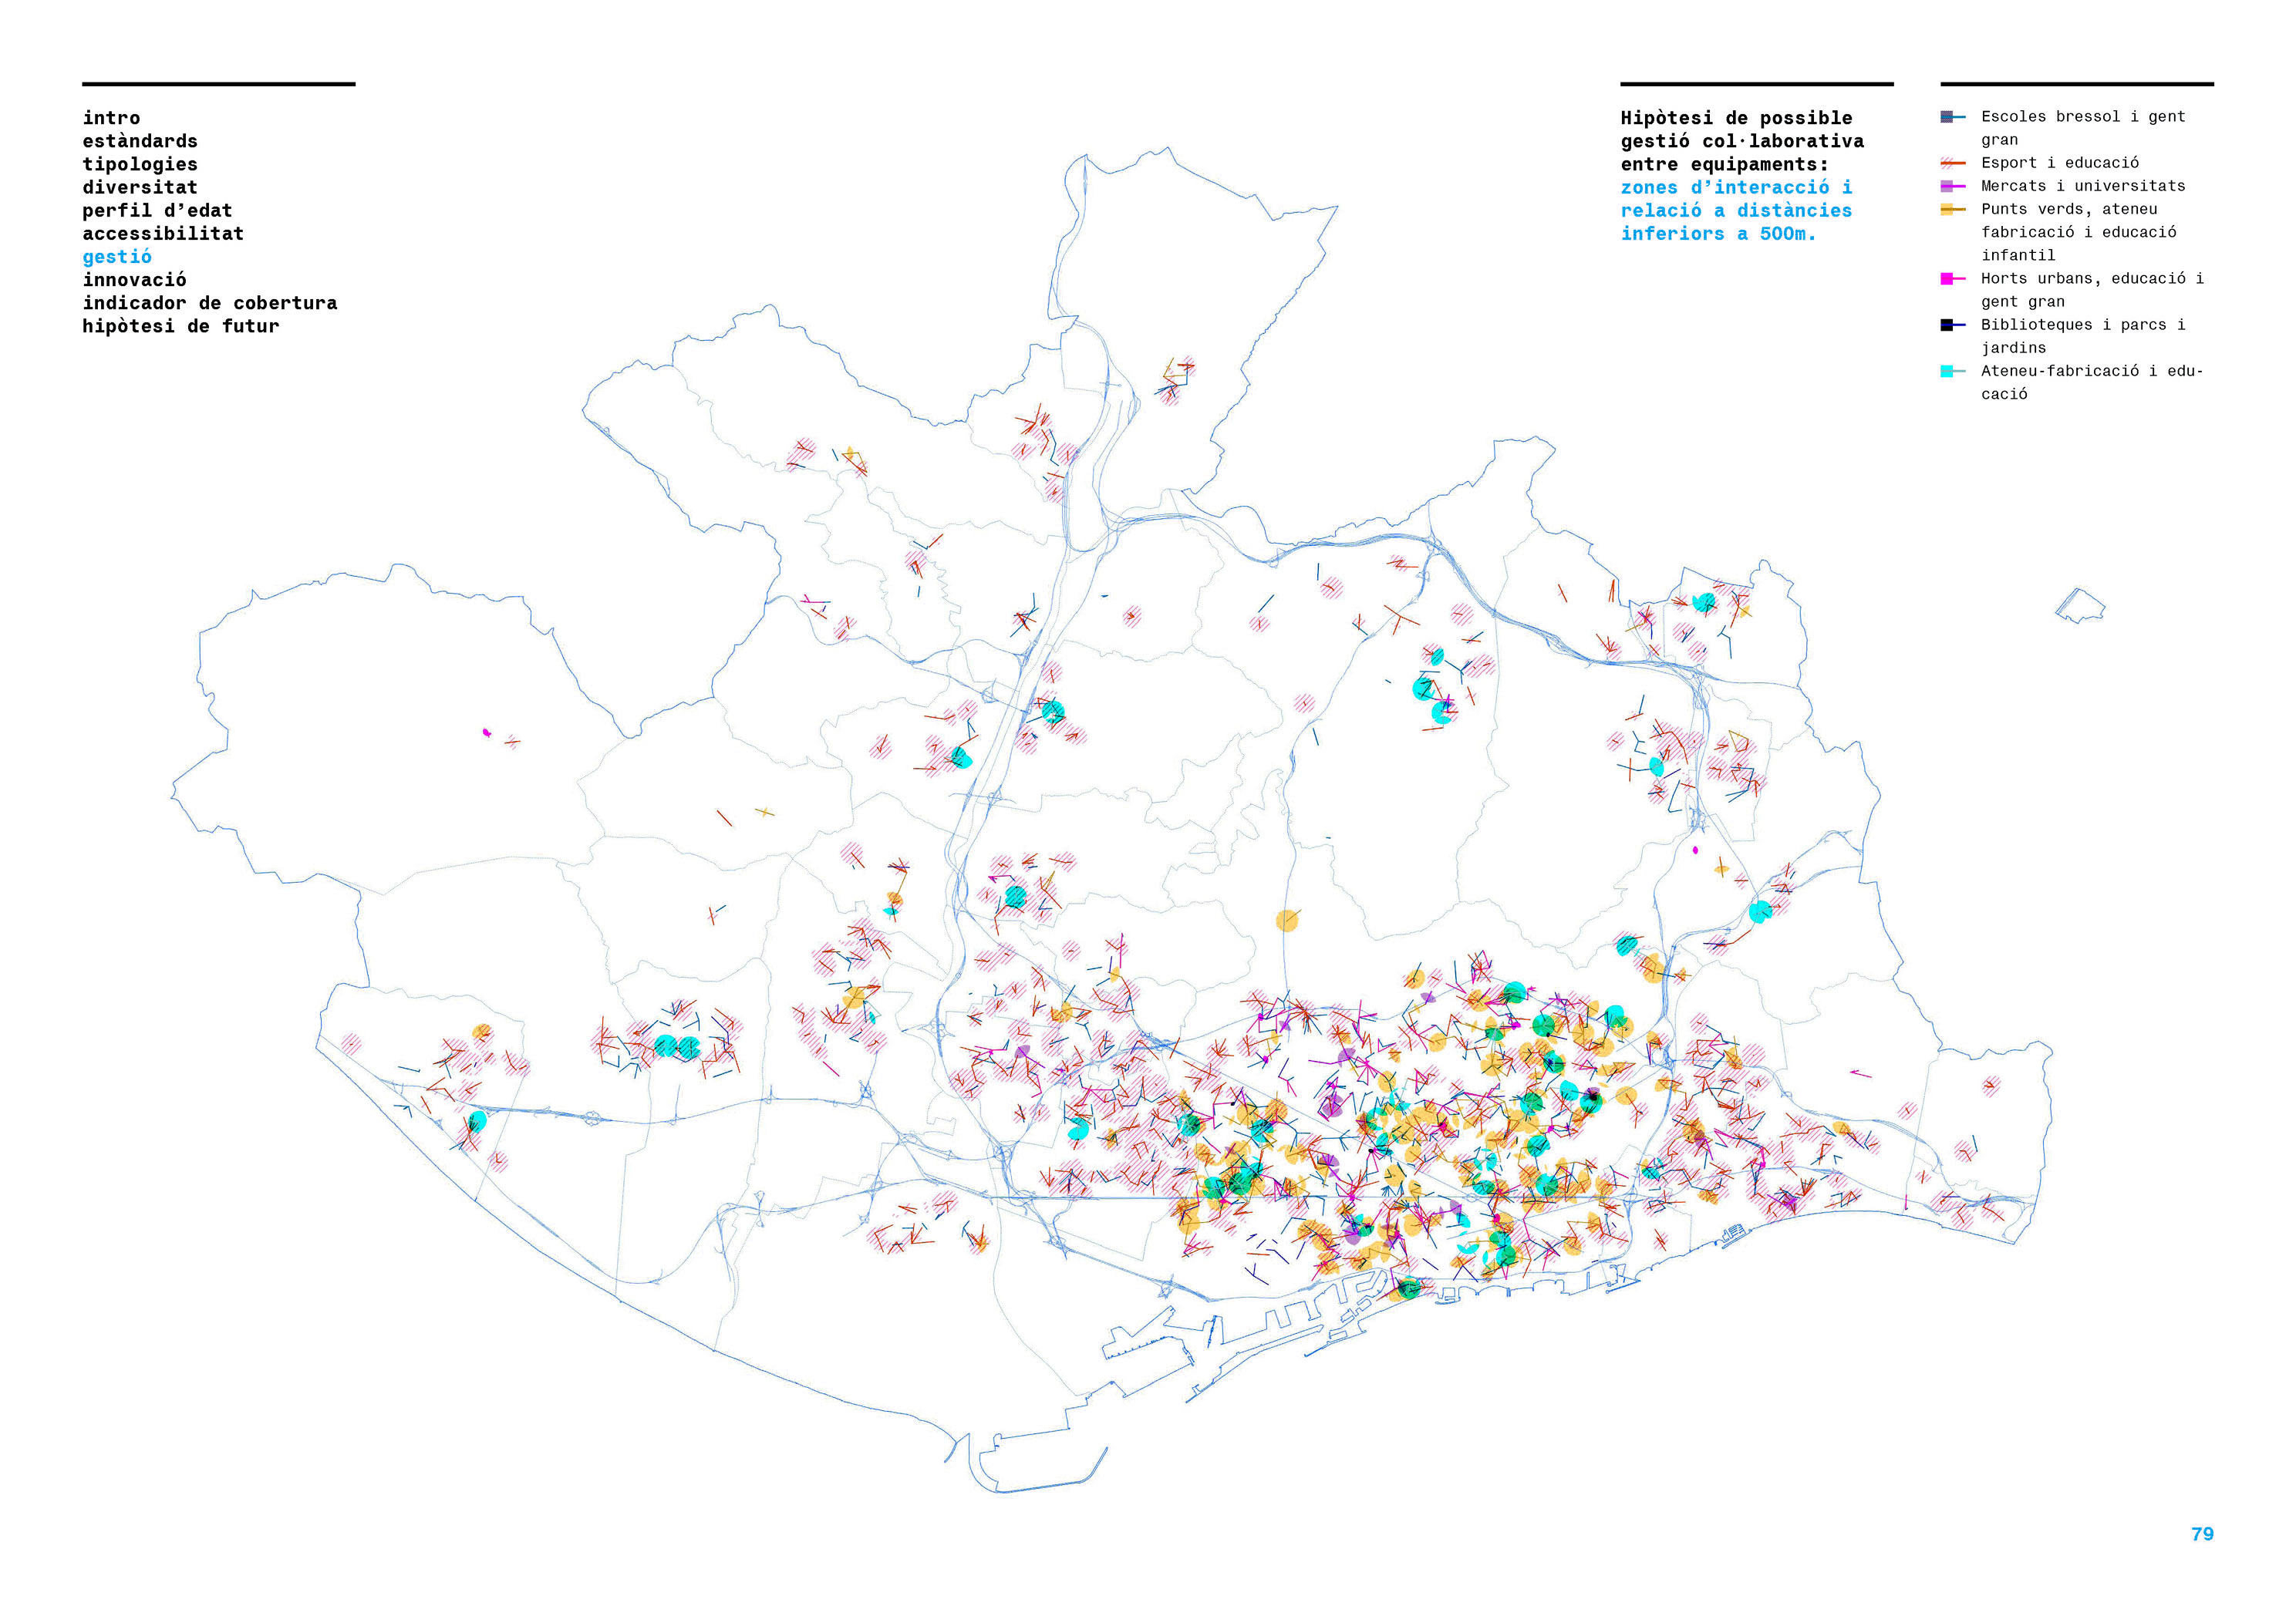 intro
estàndards
tipologies
diversitat
perfil d’edat
accessibilitat
gestió
innovació
indicador de cobertura
hipòtesi de futur
Hipòtesi de possible
gestió col·laborativa
entre equipaments:
zones d’interacció i
relació a distàncies
inferiors a 500m.
Escoles bressol i gent
gran
Esport i educació
Mercats i universitats
Punts verds, ateneu
fabricació i educació
infantil
Horts urbans, educació i
gent gran
Biblioteques i parcs i
jardins
Ateneu-fabricació i edu-
cació
79